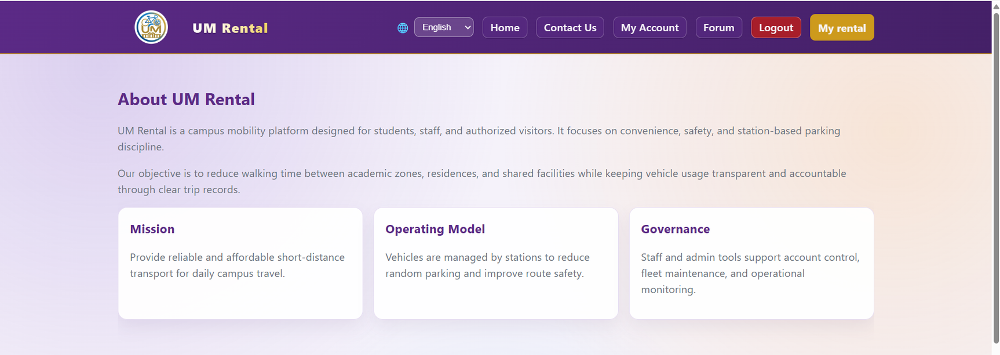 UM
UM Rental
English
Home
Contact Us
My Account
Forum
Logout
My rental
About UM Rental
UM Rental is a campus mobility platform designed for students, staff, and authorized visitors. It focuses on convenience, safety, and station-based parking
discipline.
Our objective is to reduce walking time between academic zones, residences, and shared facilities while keeping vehicle usage transparent and accountable
through clear trip records.
Mission
Provide reliable and affordable short-distance
transport for daily campus travel.
Operating Model
Vehicles are managed by stations to reduce
random parking and improve route safety.
Governance
Staff and admin tools support account control,
fleet maintenance, and operational
monitoring.